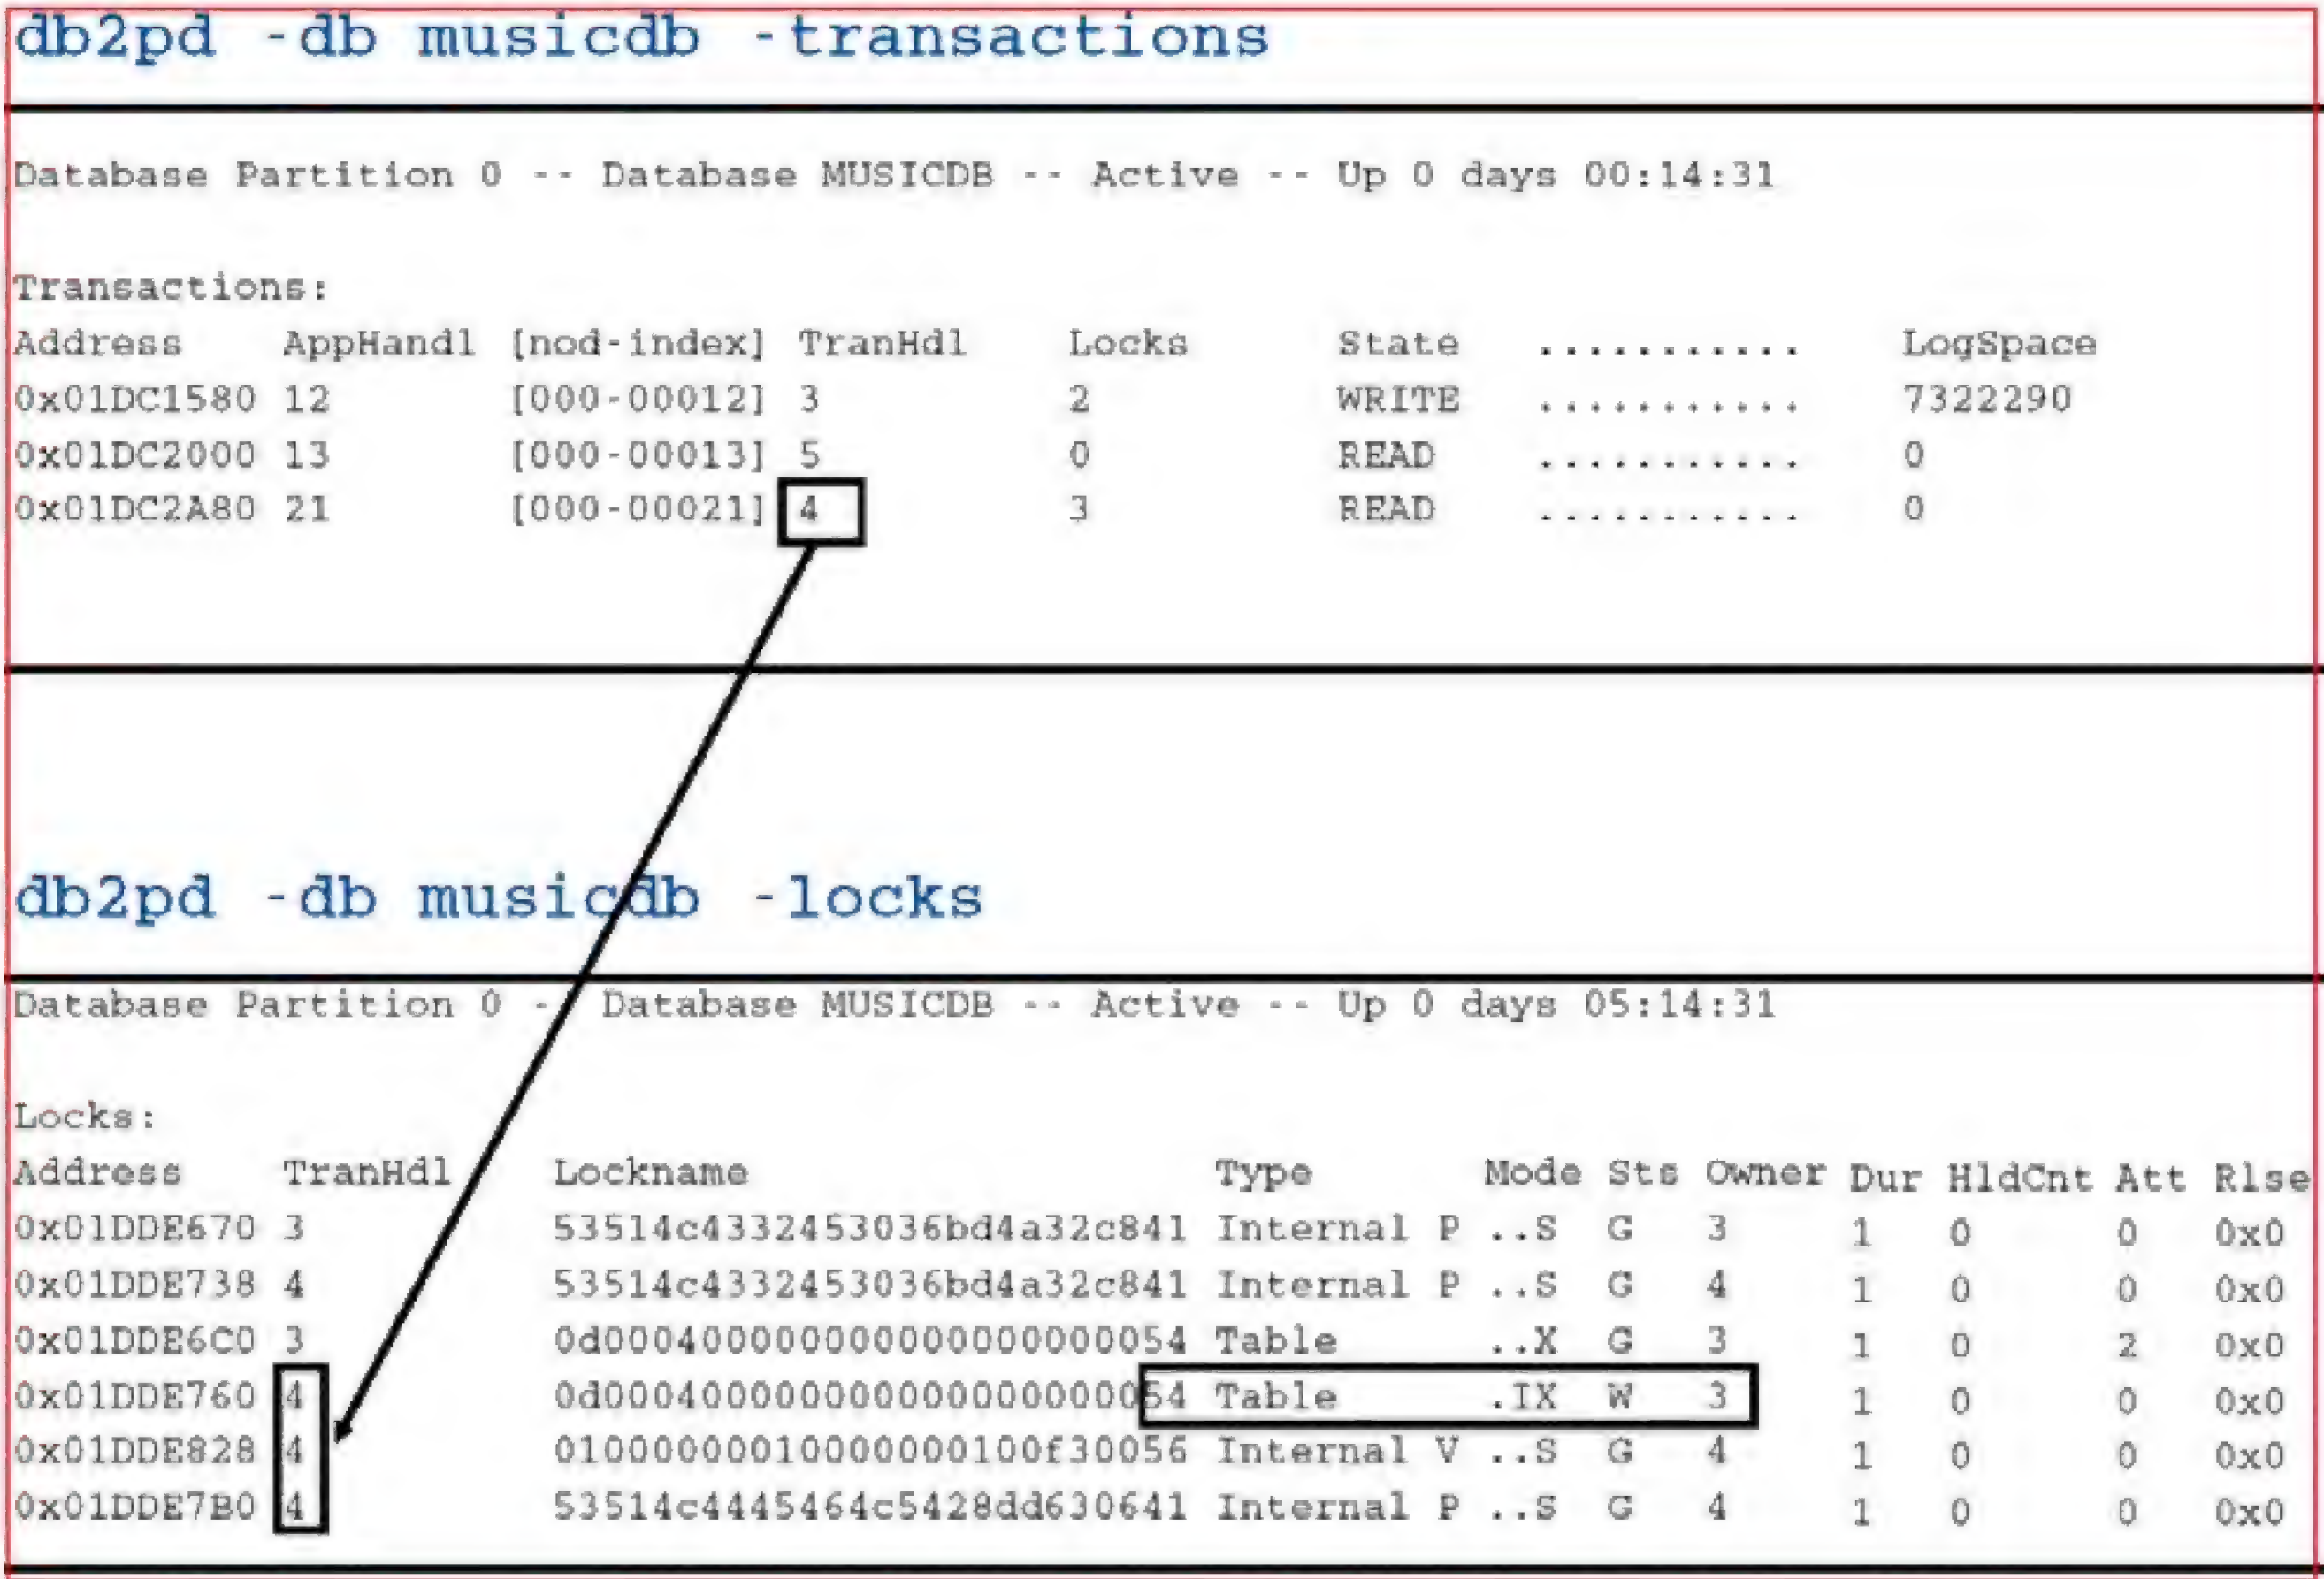 db2pd -db musicdb -transactions
Database Partition 0 -- Database MUSICDB -- Active -- Up 0 days 00:14:31
Transactions:
Address AppHandl [nod-index] TranHdl Locks State ........... LogSpace
0x01DC1580 12 [000-00012] 3 2 WRITE ........... 7322290
0x01DC2000 13 [000-00013] 5 0 READ ........... 0
0x01DC2A80 21 [000-00021] 4 3 READ ........... 0
db2pd -db musicdb -locks
Database Partition 0 - Database MUSICDB -- Active -- Up 0 days 05:14:31
Locks:
Address TranHdl Lockname Type Mode Sts Owner Dur HldCnt Att Rlse
0x01DDE670 3 53514c4332453036bd4a32c841 Internal P ..S G 3 1 0 0 0x0
0x01DDE738 4 53514c4332453036bd4a32c841 Internal P ..S G 4 1 0 0 0x0
0x01DDE6C0 3 0d000400000000000000000054 Table ..X G 3 1 0 2 0x0
0x01DDE760 4 0d000400000000000000000054 Table .IX W 3 1 0 0 0x0
0x01DDE828 4 01000000010000000100f30056 Internal V ..S G 4 1 0 0 0x0
0x01DDE7B0 4 53514c4445464c5428dd630641 Internal P ..S G 4 1 0 0 0x0